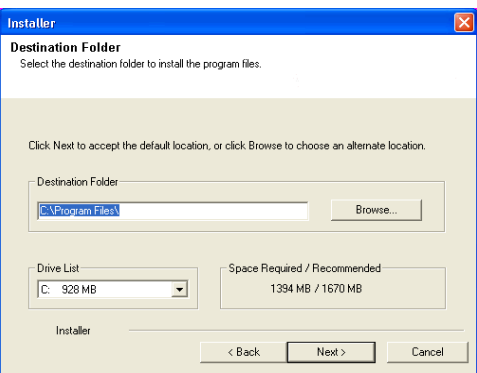 Installer
Destination Folder
Select the destination folder to install the program files.
Click Next to accept the default location, or click Browse to choose an alternate location.
Destination Folder
C:\Program Files\
Browse...
Drive List
Space Required / Recommended
C: 928 MB
1394 MB / 1670 MB
Installer
< Back
Next >
Cancel